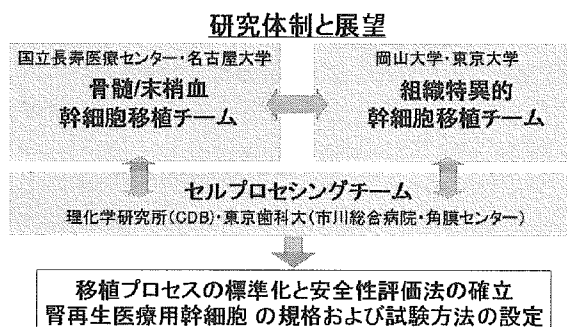 研究体制と展望
国立長寿医療センター・名古屋大学
骨髄/末梢血
幹細胞移植チーム
岡山大学・東京大学
組織特異的
幹細胞移植チーム
セルプロセシングチーム
理化学研究所(CDB)・東京歯科大(市川総合病院・角膜センター)
移植プロセスの標準化と安全性評価法の確立
腎再生医療用幹細胞 の規格および試験方法の設定